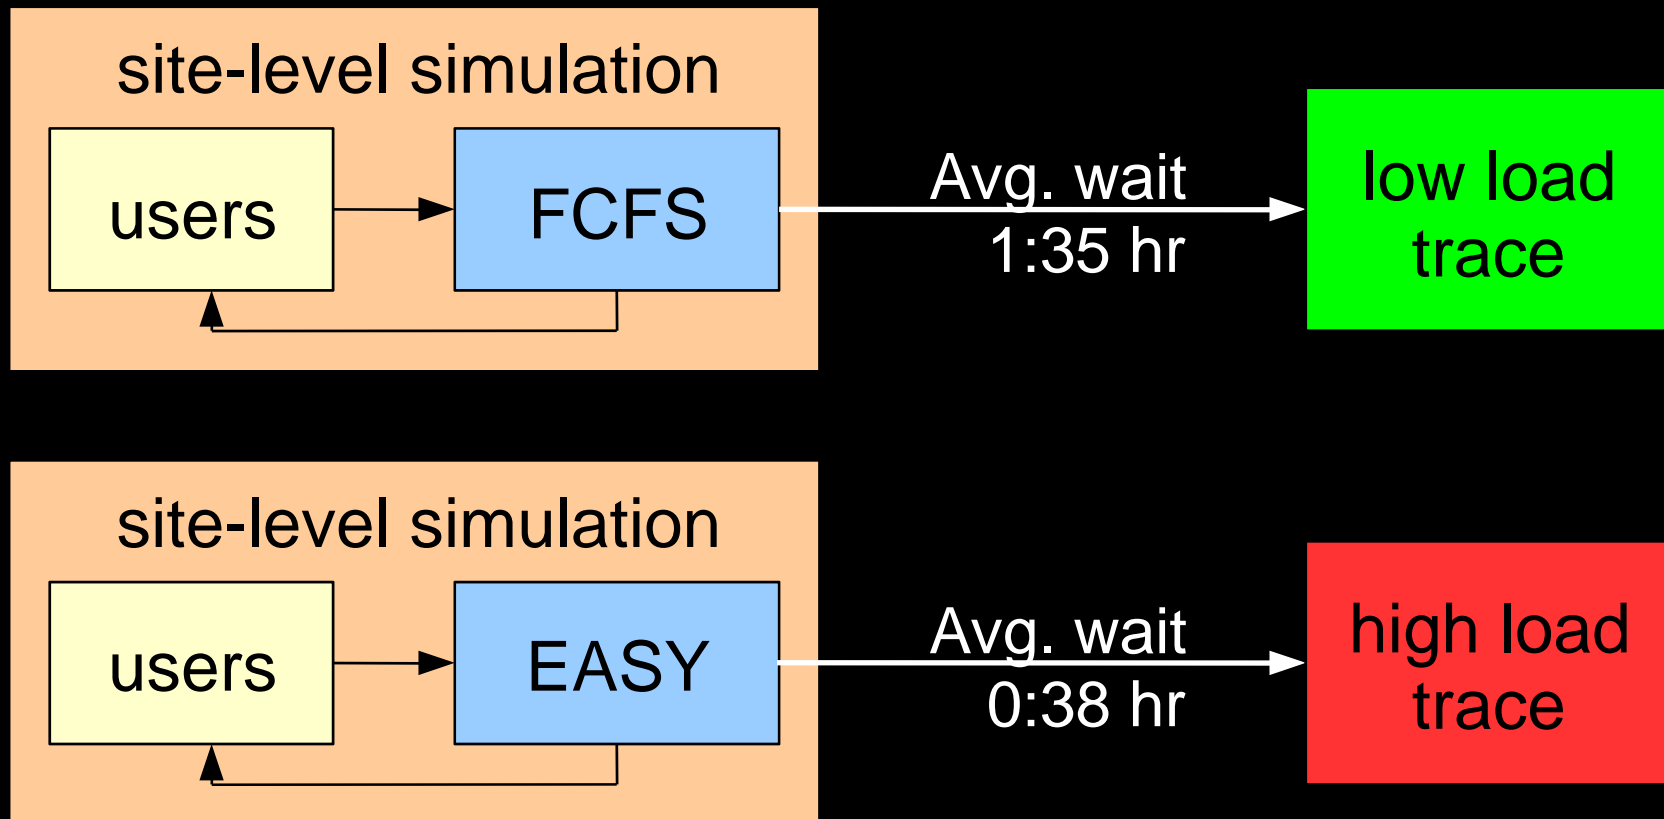 site-level simulation
users
FCFS
Avg. wait
1:35 hr
low load
trace
site-level simulation
users
EASY
Avg. wait
0:38 hr
high load
trace